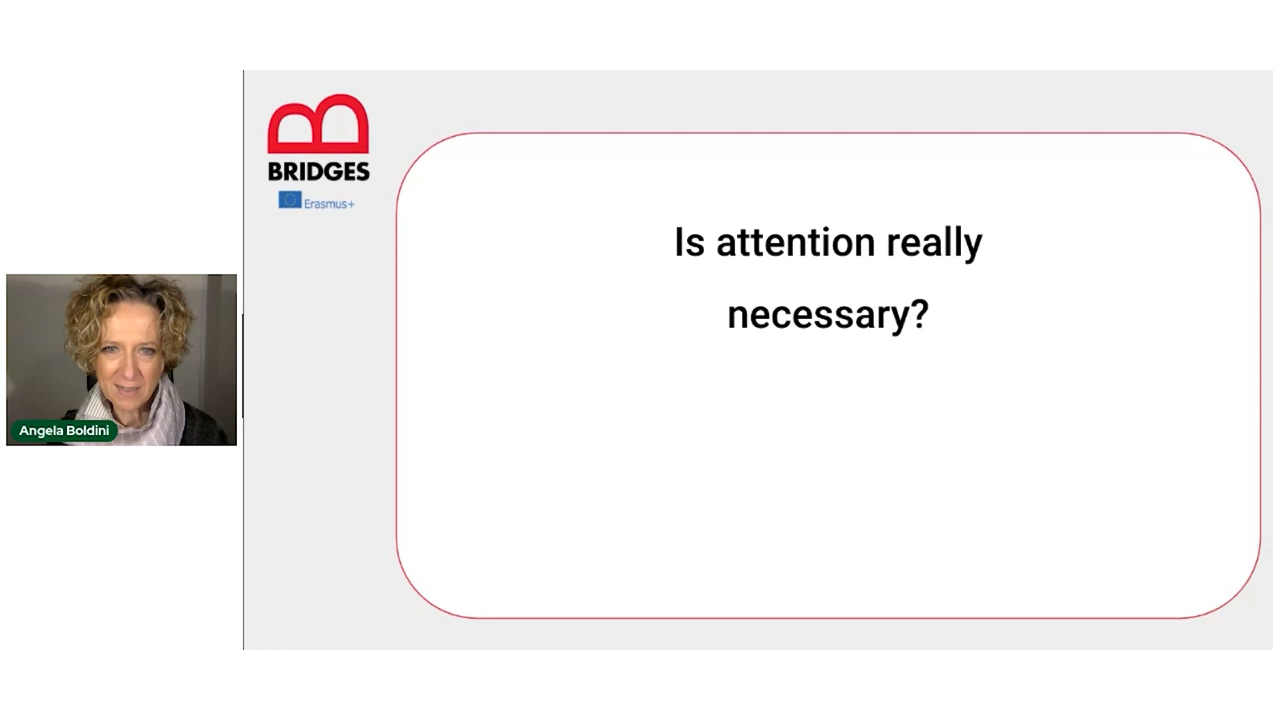 BRIDGES
Erasmus+
Is attention really
necessary?
Angela Boldini